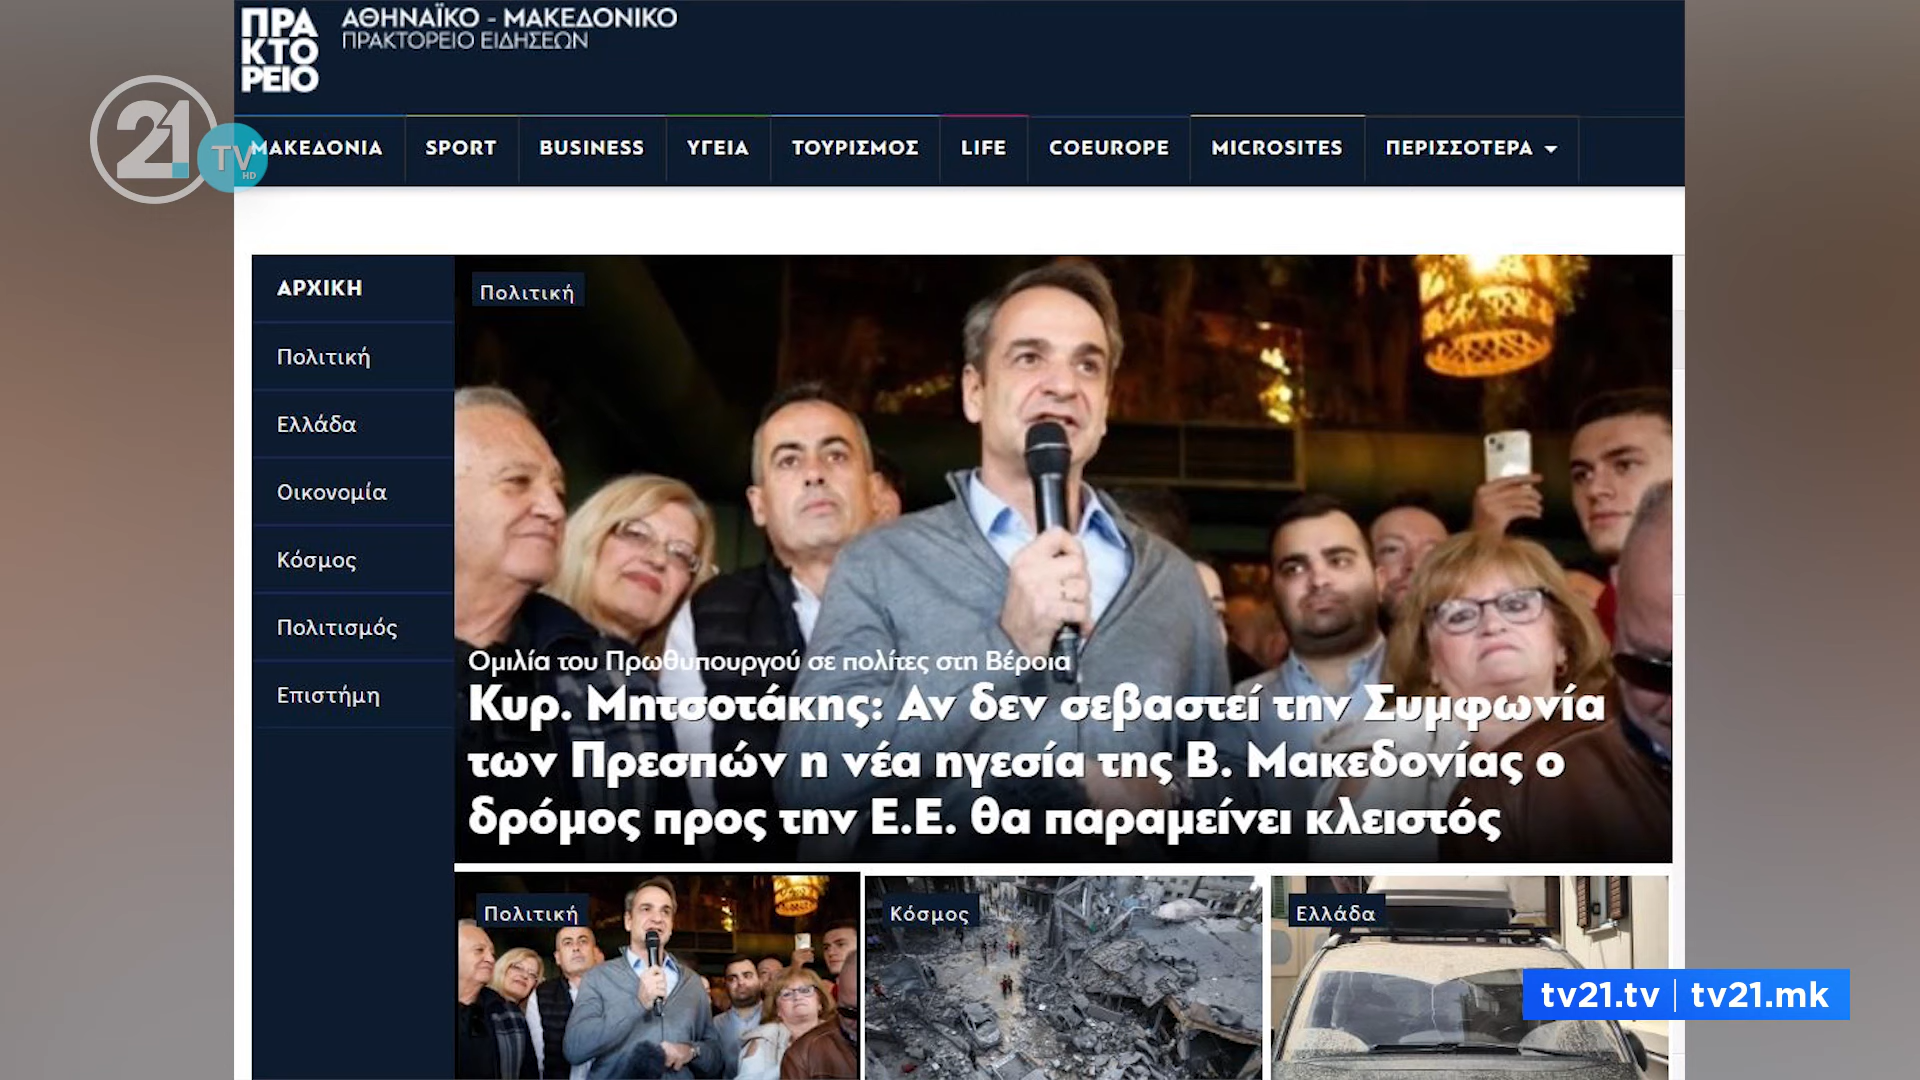 ΠΡΑ
ΚΤΟ
ΡΕΙΟ
ΑΘΗΝΑΪΚΟ - ΜΑΚΕΔΟΝΙΚΟ
ΠΡΑΚΤΟΡΕΙΟ ΕΙΔΗΣΕΩΝ
21
TV
HD
ΜΑΚΕΔΟΝΙΑ SPORT BUSINESS ΥΓΕΙΑ ΤΟΥΡΙΣΜΟΣ LIFE COEUROPE MICROSITES ΠΕΡΙΣΣΟΤΕΡΑ
ΑΡΧΙΚΗ
Πολιτική
Ελλάδα
Οικονομία
Κόσμος
Πολιτισμός
Επιστήμη
Πολιτική
Ομιλία του Πρωθυπουργού σε πολίτες στη Βέροια
Κυρ. Μητσοτάκης: Αν δεν σεβαστεί την Συμφωνία
των Πρεσπών η νέα ηγεσία της Β. Μακεδονίας ο
δρόμος προς την Ε.Ε. θα παραμείνει κλειστός
Πολιτική
Κόσμος
Ελλάδα
tv21.tv | tv21.mk